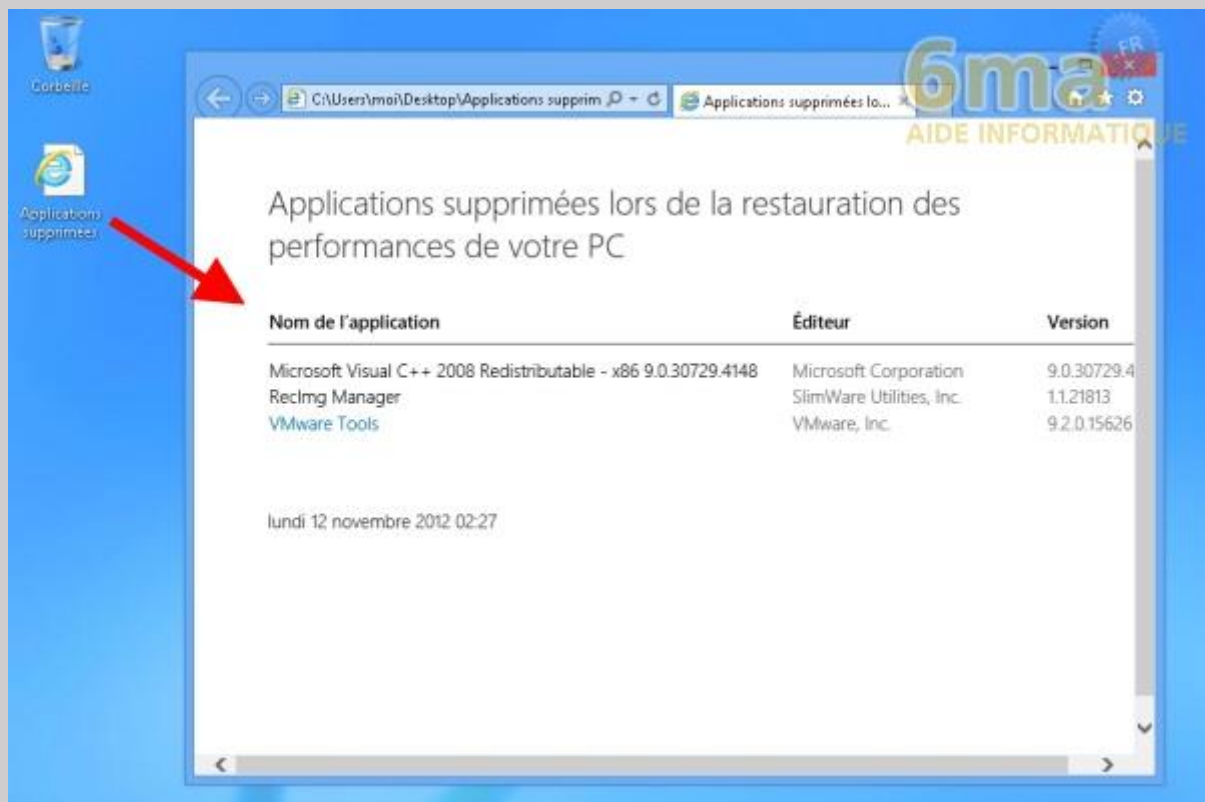 Corbeille
Applications
supprimées
C:\Users\moi\Desktop\Applications supprim
Applications supprimées lo...
6ma
.FR
AIDE INFORMATIQUE
Applications supprimées lors de la restauration des
performances de votre PC
Nom de l'application Éditeur Version
Microsoft Visual C++ 2008 Redistributable - x86 9.0.30729.4148 Microsoft Corporation 9.0.30729.4
RecImg Manager SlimWare Utilities, Inc. 1.1.21813
VMware Tools VMware, Inc. 9.2.0.15626
lundi 12 novembre 2012 02:27